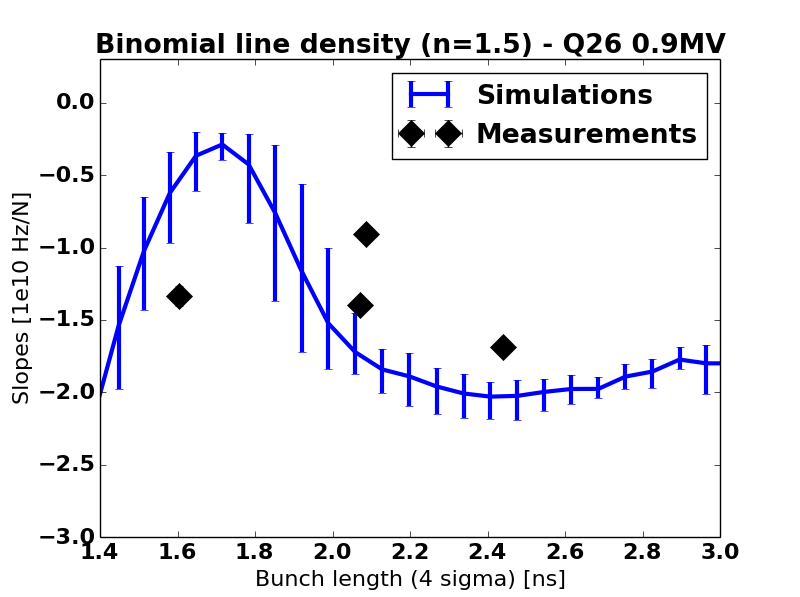 Binomial line density (n=1.5) - Q26 0.9MV
Simulations
Measurements
Slopes [1e10 Hz/N]
0.0
−0.5
−1.0
−1.5
−2.0
−2.5
−3.0
1.4 1.6 1.8 2.0 2.2 2.4 2.6 2.8 3.0
Bunch length (4 sigma) [ns]